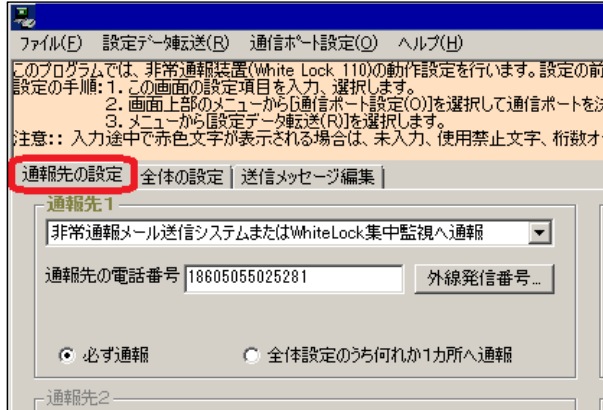 ファイル(F) 設定データ転送(R) 通信ポート設定(O) ヘルプ(H)
このプログラムでは、非常通報装置(White Lock 110)の動作設定を行います。設定の前
設定の手順：1. この画面の設定項目を入力、選択します。
2. 画面上部のメニューから[通信ポート設定(O)]を選択して通信ポートを決
3. メニューから[設定データ転送(R)]を選択します。
注意：: 入力途中で赤色文字が表示される場合は、未入力、使用禁止文字、桁数オ
通報先の設定 全体の設定 送信メッセージ編集
通報先1
非常通報メール送信システムまたはWhiteLock集中監視へ通報
通報先の電話番号 18605055025281 外線発信番号...
必ず通報 全体設定のうち何れか1カ所へ通報
通報先2